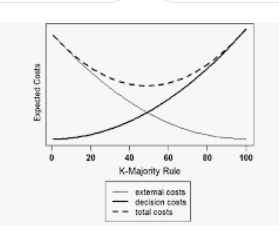 Expected Costs
0 20 40 60 80 100
K-Majority Rule
external costs
decision costs
total costs